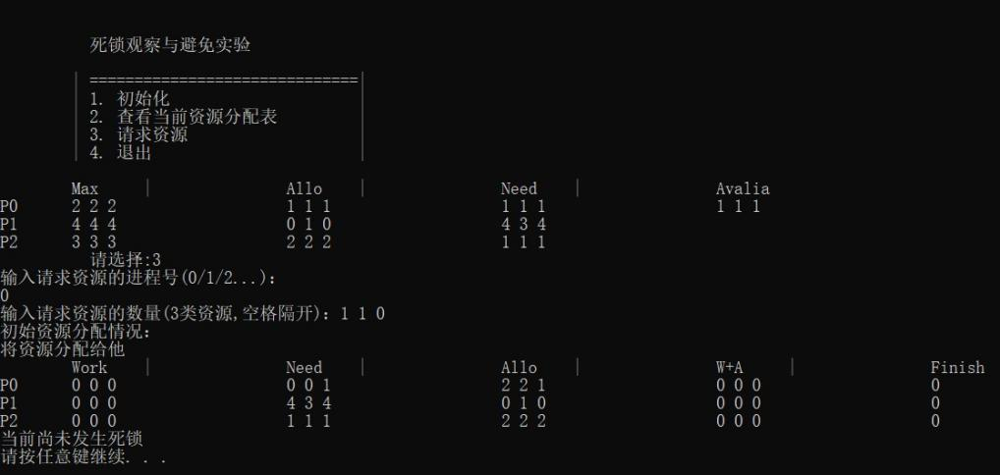 死锁观察与避免实验
| ==============================|
| 1. 初始化 |
| 2. 查看当前资源分配表 |
| 3. 请求资源 |
| 4. 退出 |
Max | Allo | Need | Avalia
P0 2 2 2 1 1 1 1 1 1 1 1 1
P1 4 4 4 0 1 0 4 3 4
P2 3 3 3 2 2 2 1 1 1
请选择:3
输入请求资源的进程号(0/1/2...):
0
输入请求资源的数量(3类资源,空格隔开): 1 1 0
初始资源分配情况:
将资源分配给他
Work | Need | Allo | W+A | Finish
P0 0 0 0 0 0 1 2 2 1 0 0 0 0
P1 0 0 0 4 3 4 0 1 0 0 0 0 0
P2 0 0 0 1 1 1 2 2 2 0 0 0 0
当前尚未发生死锁
请按任意键继续. . .